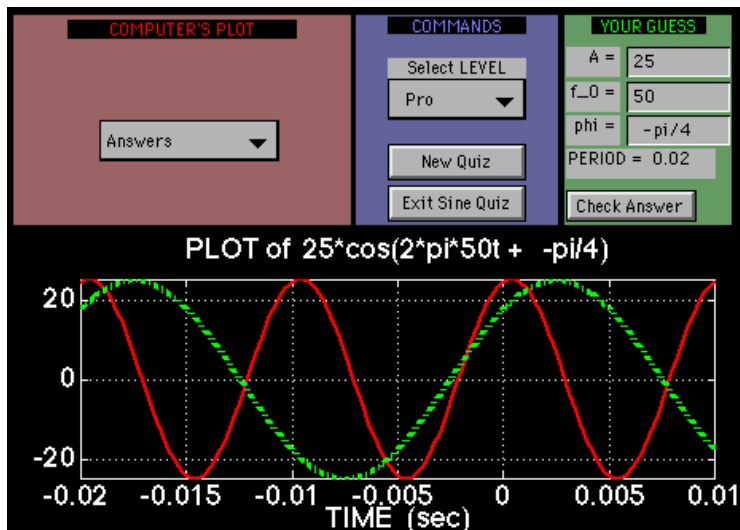 COMPUTER'S PLOT
Answers
COMMANDS
Select LEVEL
Pro
New Quiz
Exit Sine Quiz
YOUR GUESS
A = 25
f_0 = 50
phi = -pi/4
PERIOD = 0.02
Check Answer
PLOT of 25*cos(2*pi*50t + -pi/4)
20
0
-20
-0.02 -0.015 -0.01 -0.005 0 0.005 0.01
TIME (sec)